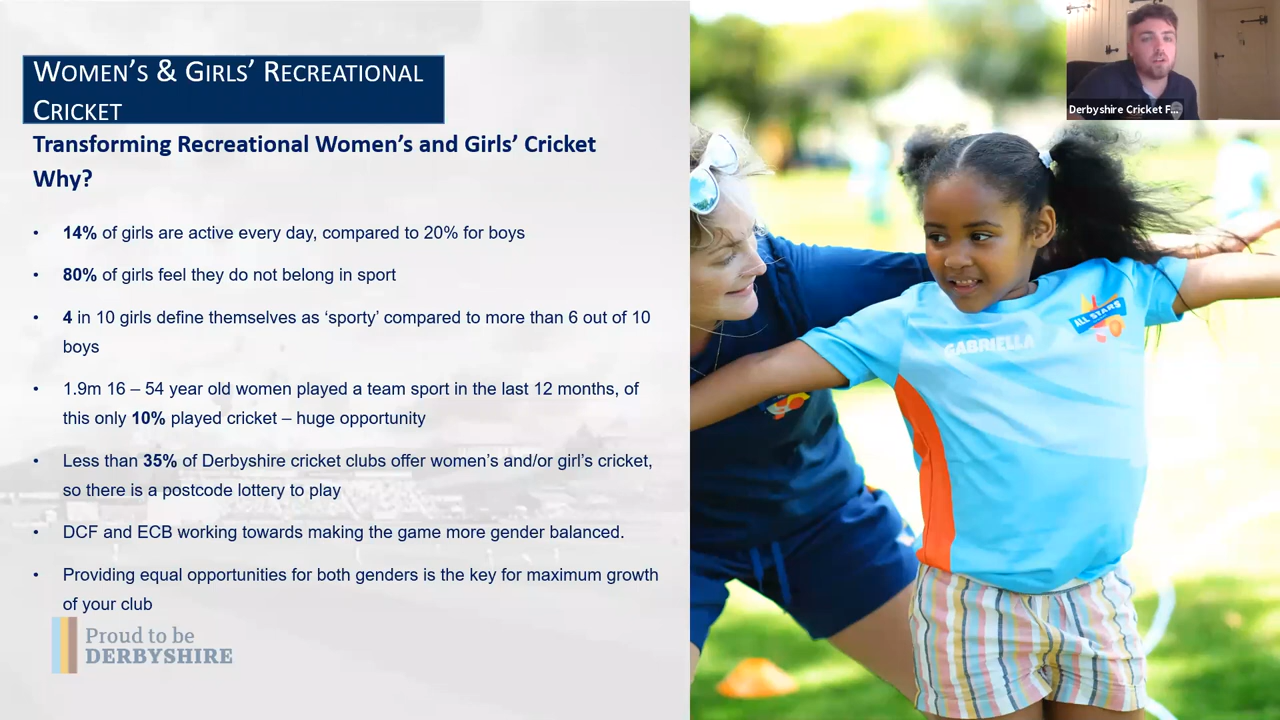 WOMEN'S & GIRLS' RECREATIONAL
CRICKET
Transforming Recreational Women's and Girls' Cricket
Why?
• 14% of girls are active every day, compared to 20% for boys
• 80% of girls feel they do not belong in sport
• 4 in 10 girls define themselves as ‘sporty’ compared to more than 6 out of 10
boys
• 1.9m 16 – 54 year old women played a team sport in the last 12 months, of
this only 10% played cricket – huge opportunity
• Less than 35% of Derbyshire cricket clubs offer women's and/or girl's cricket,
so there is a postcode lottery to play
• DCF and ECB working towards making the game more gender balanced.
• Providing equal opportunities for both genders is the key for maximum growth
of your club
Proud to be
DERBYSHIRE
Derbyshire Cricket F...
GABRIELLA
ALL STARS